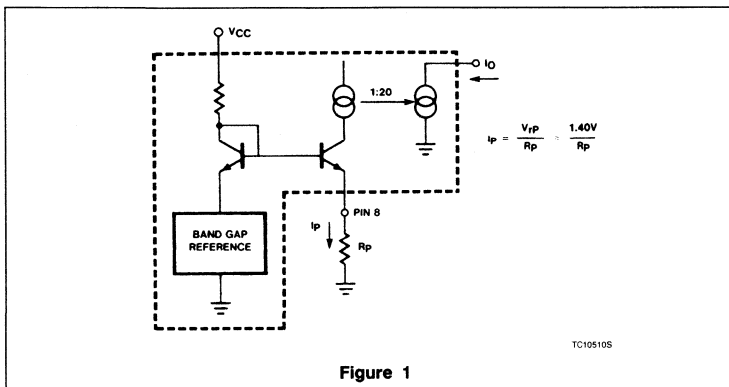 VCC
IO
1:20
IP = VrP / RP = 1.40V / RP
PIN 8
BAND GAP
REFERENCE
IP
RP
TC10510S
Figure 1